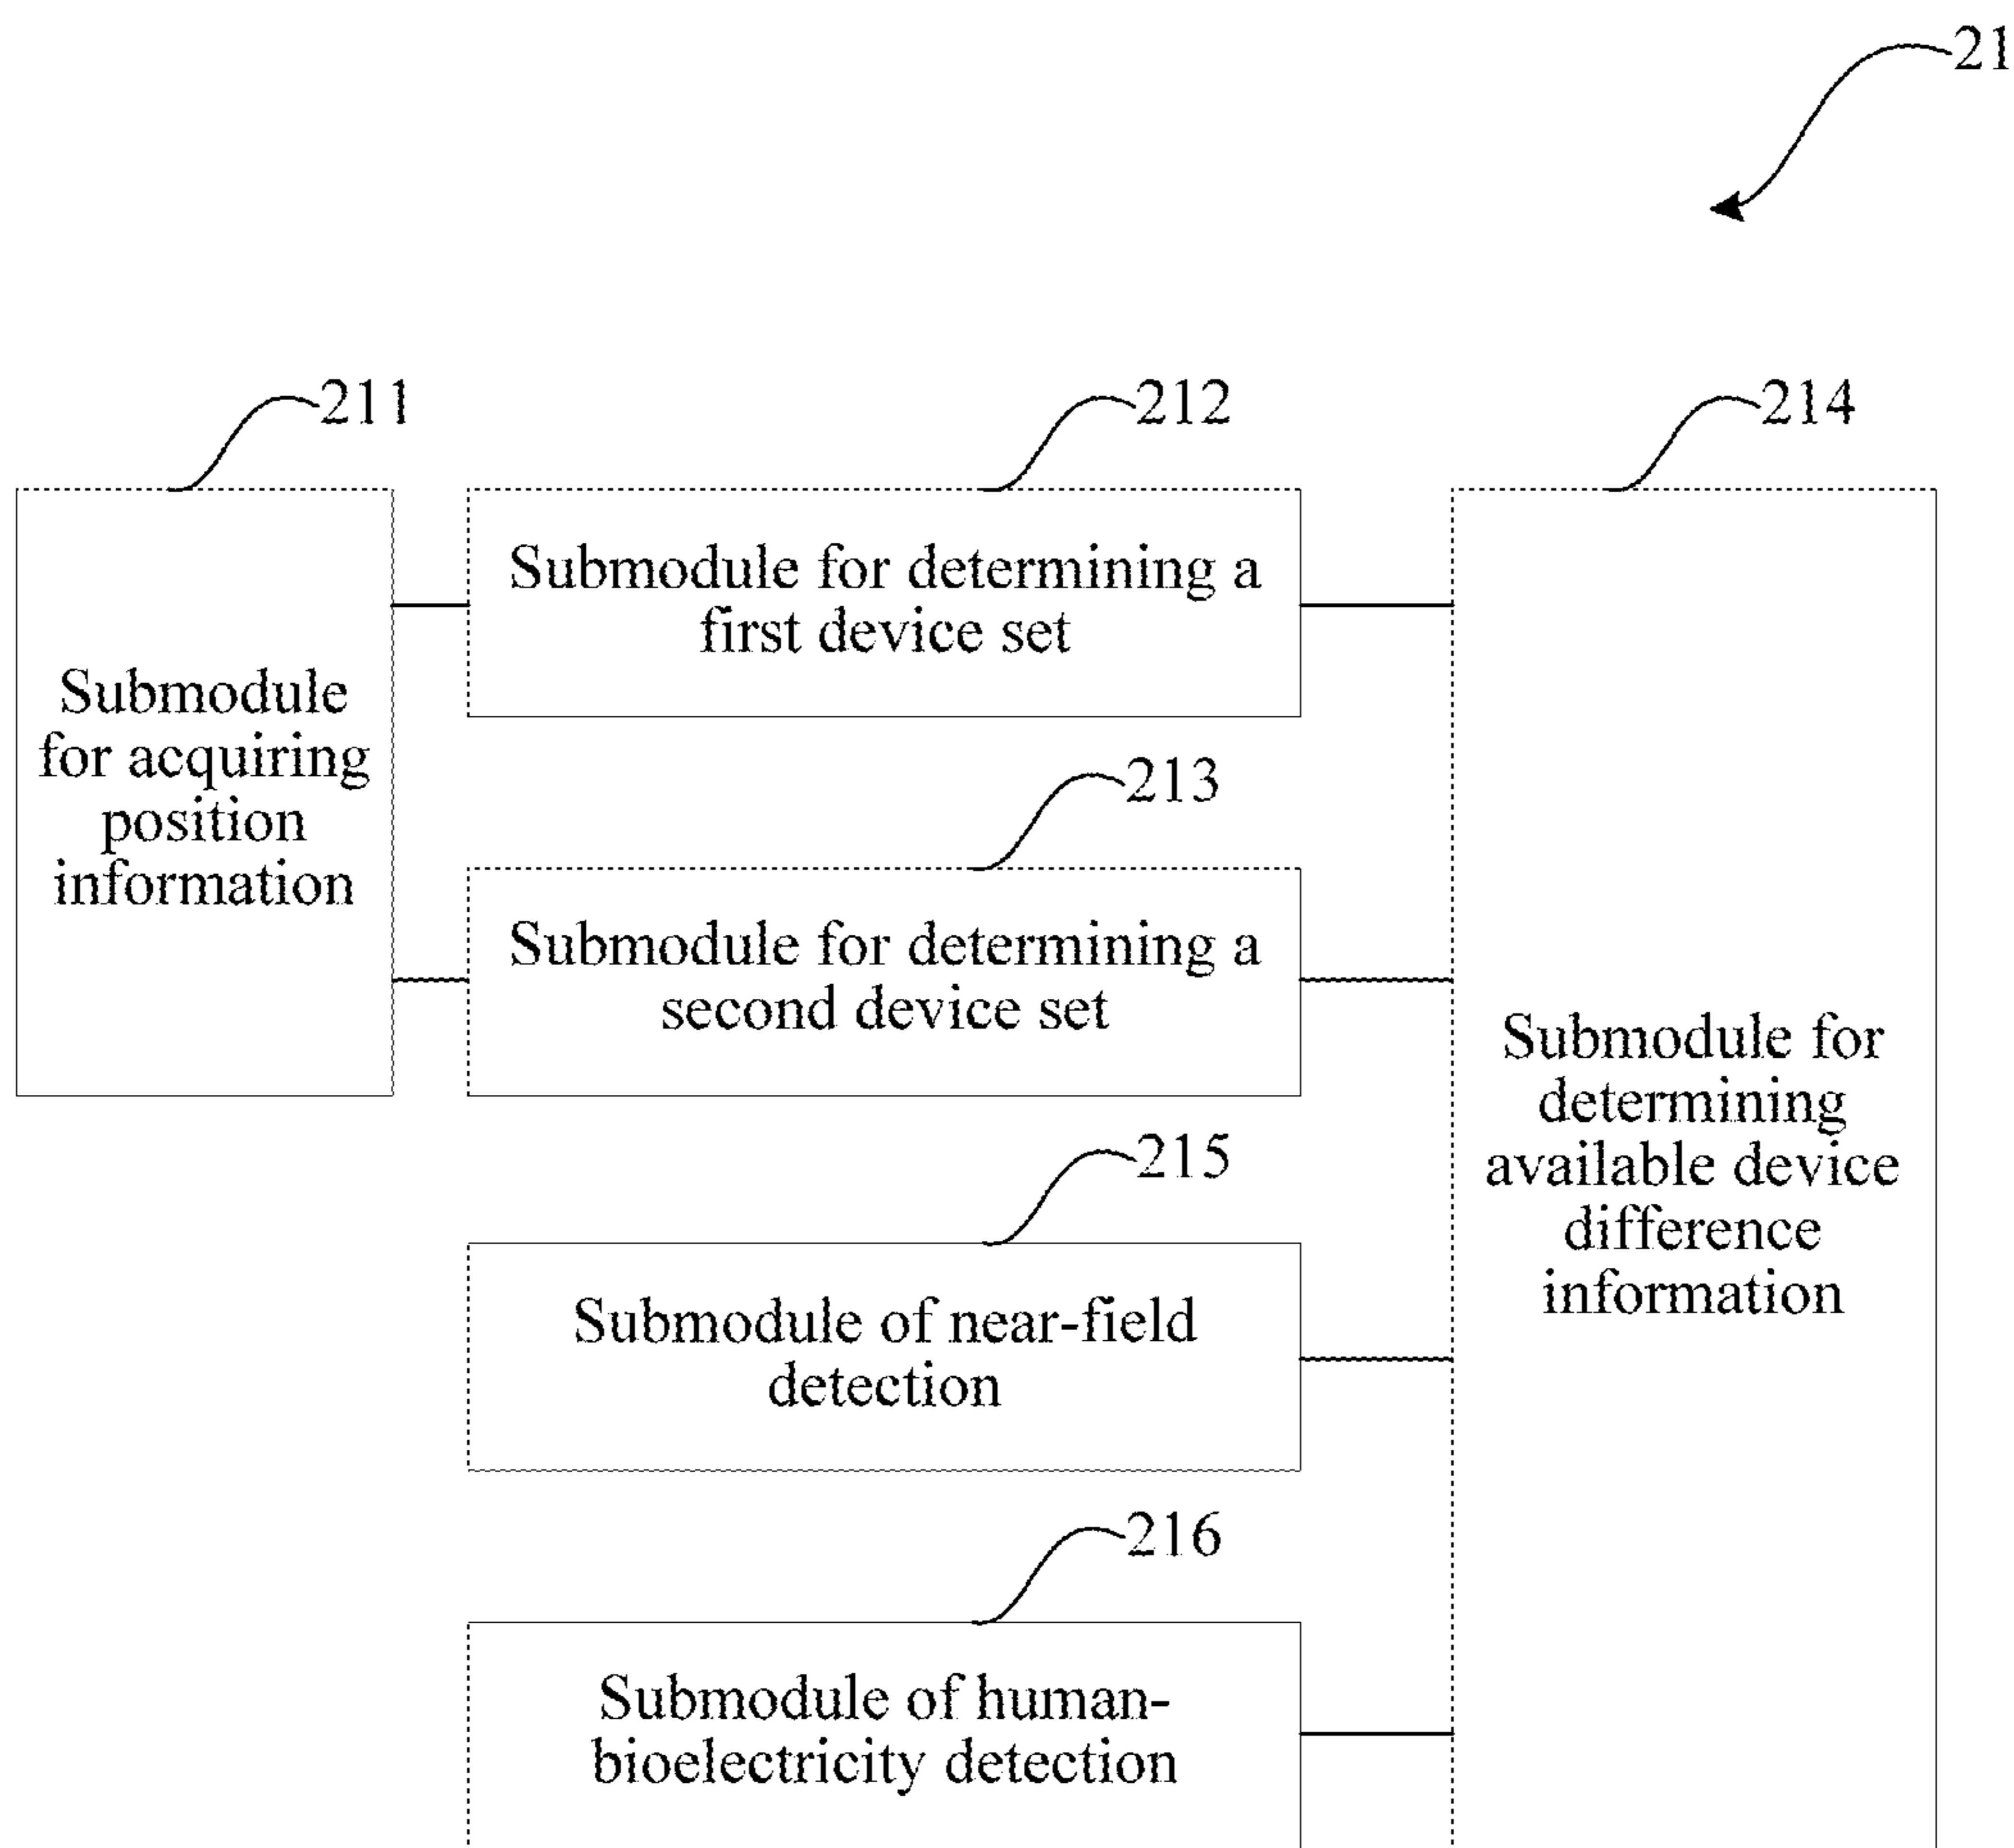 21
211
212
214
Submodule for determining a
first device set
Submodule
for acquiring
position
information
213
Submodule for determining a
second device set
Submodule for
determining
available device
difference
information
215
Submodule of near-field
detection
216
Submodule of human-
bioelectricity detection